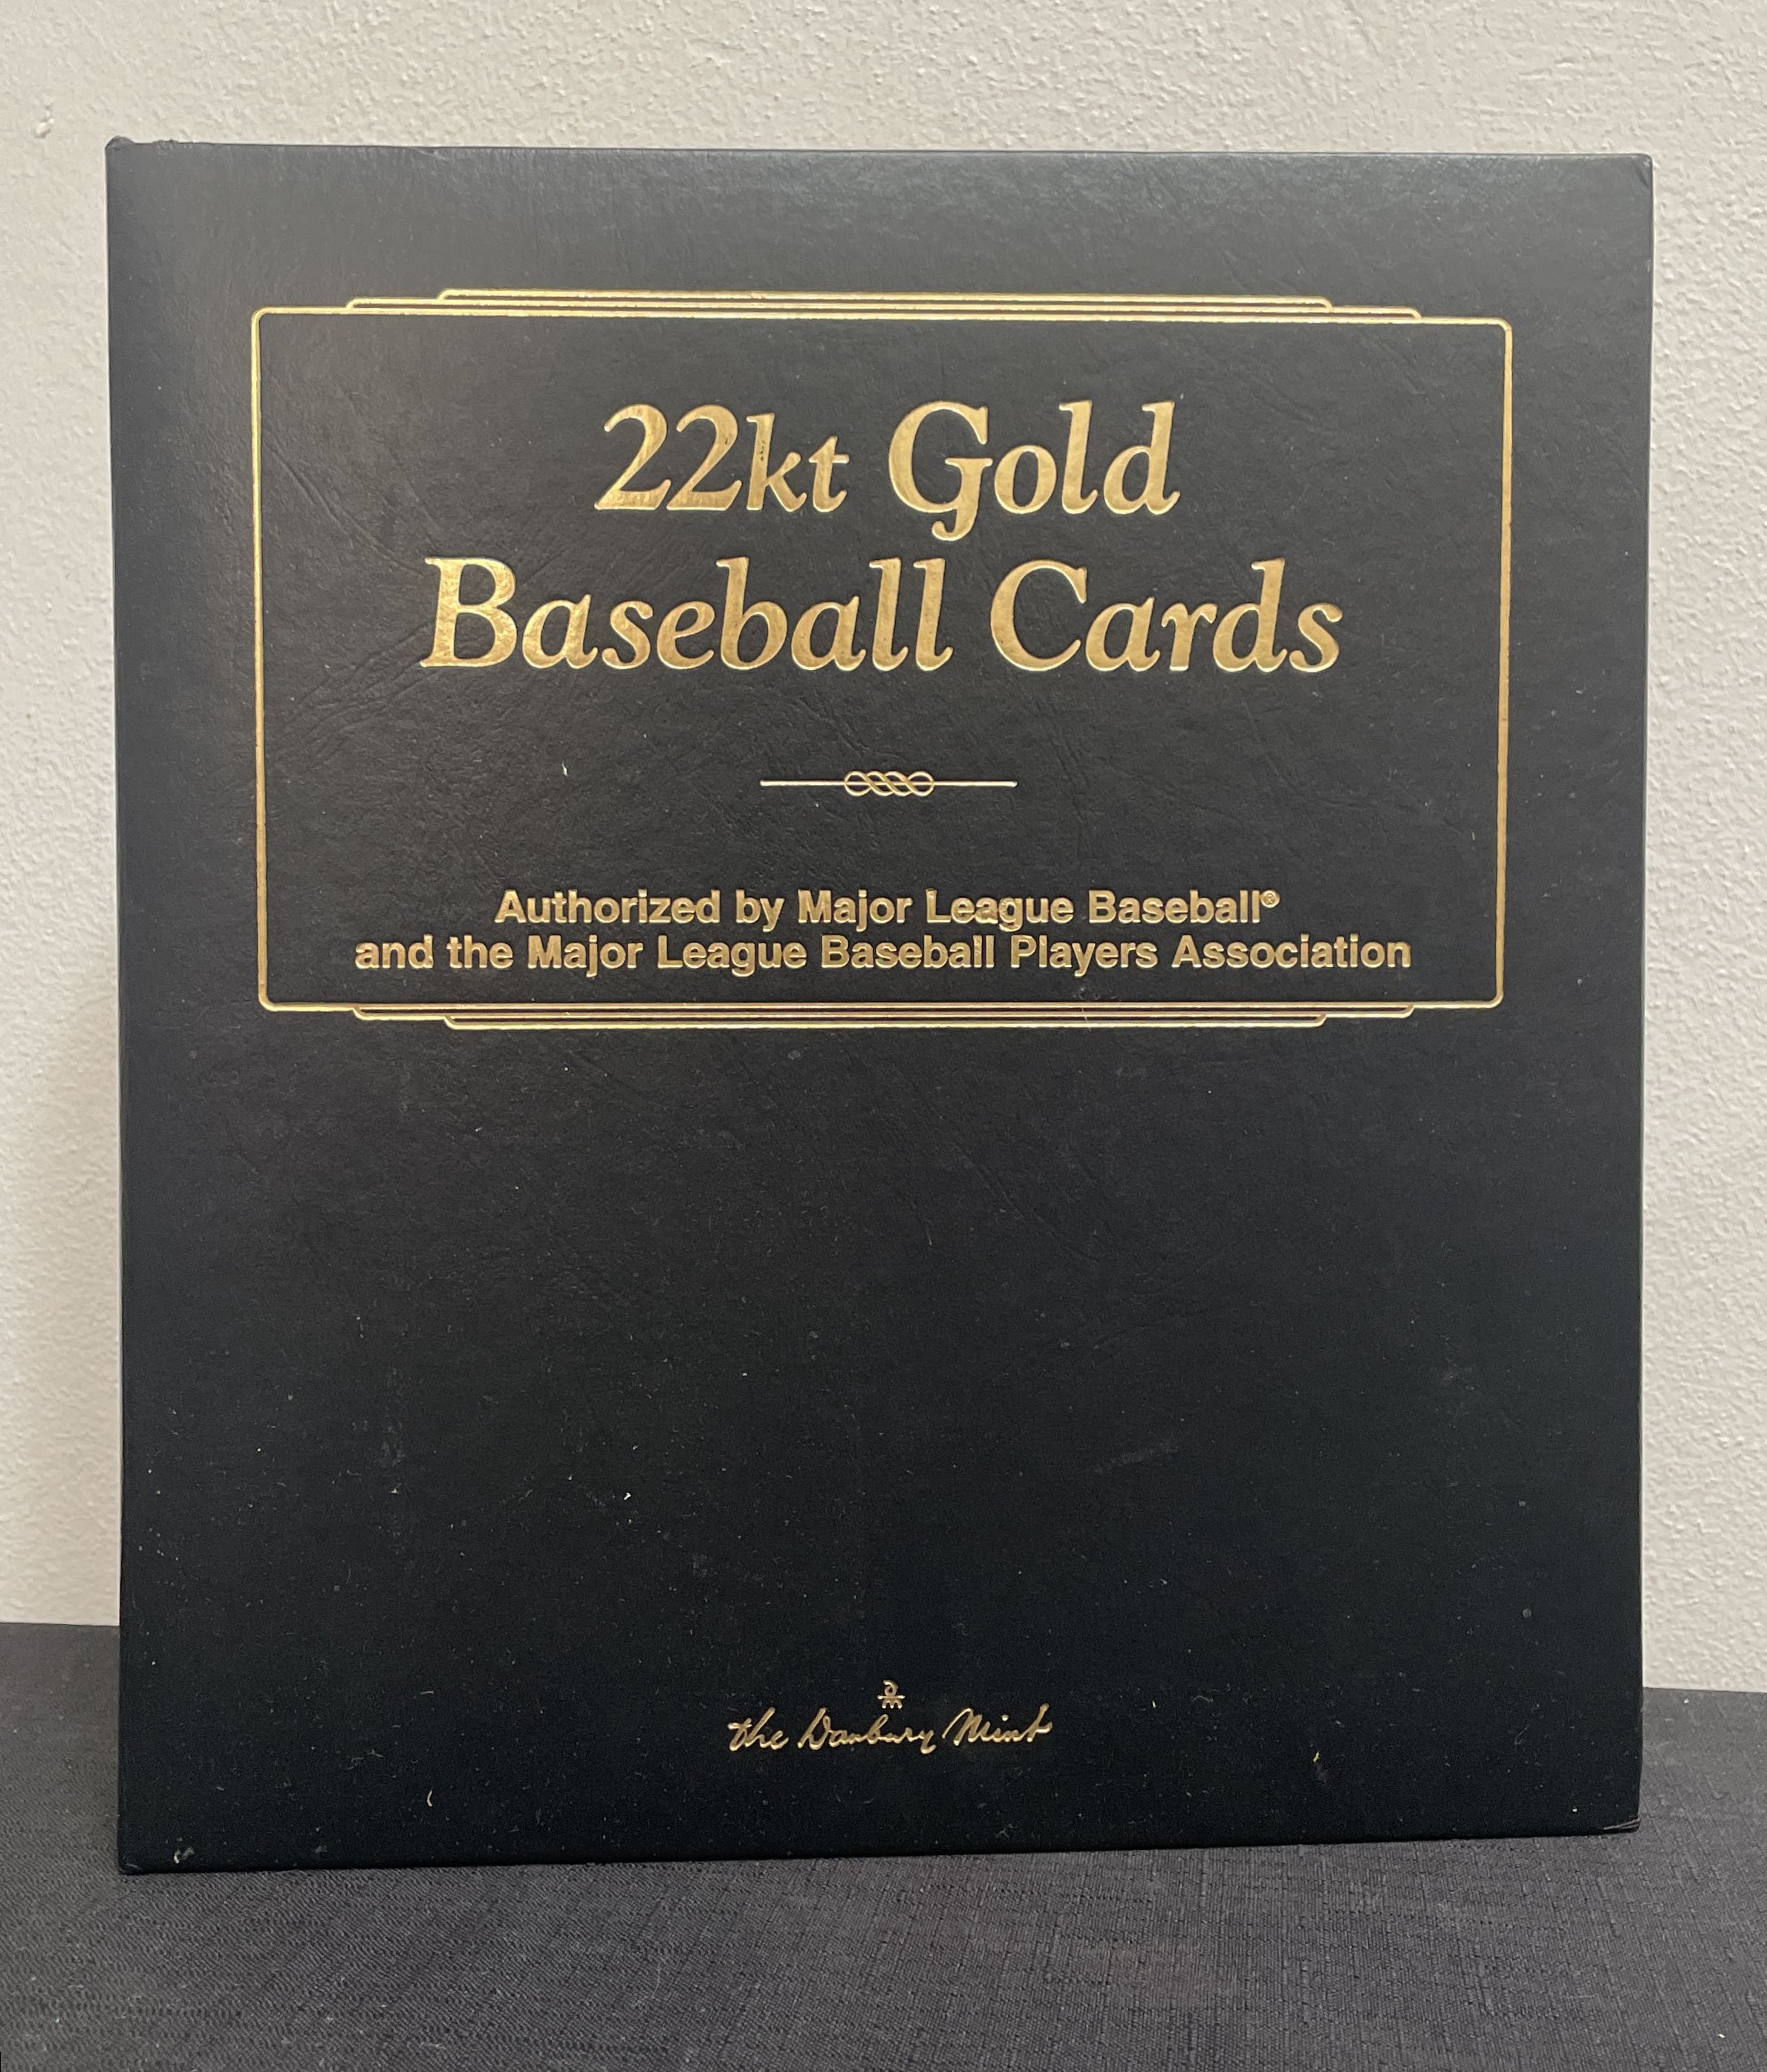 22kt Gold
Baseball Cards
Authorized by Major League Baseball®
and the Major League Baseball Players Association
the Danbury Mint